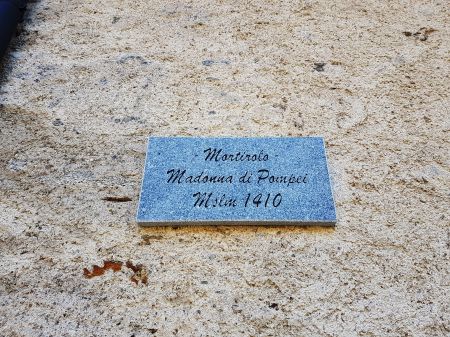 Mortirolo
Madonna di Pompei
Mslm 1410